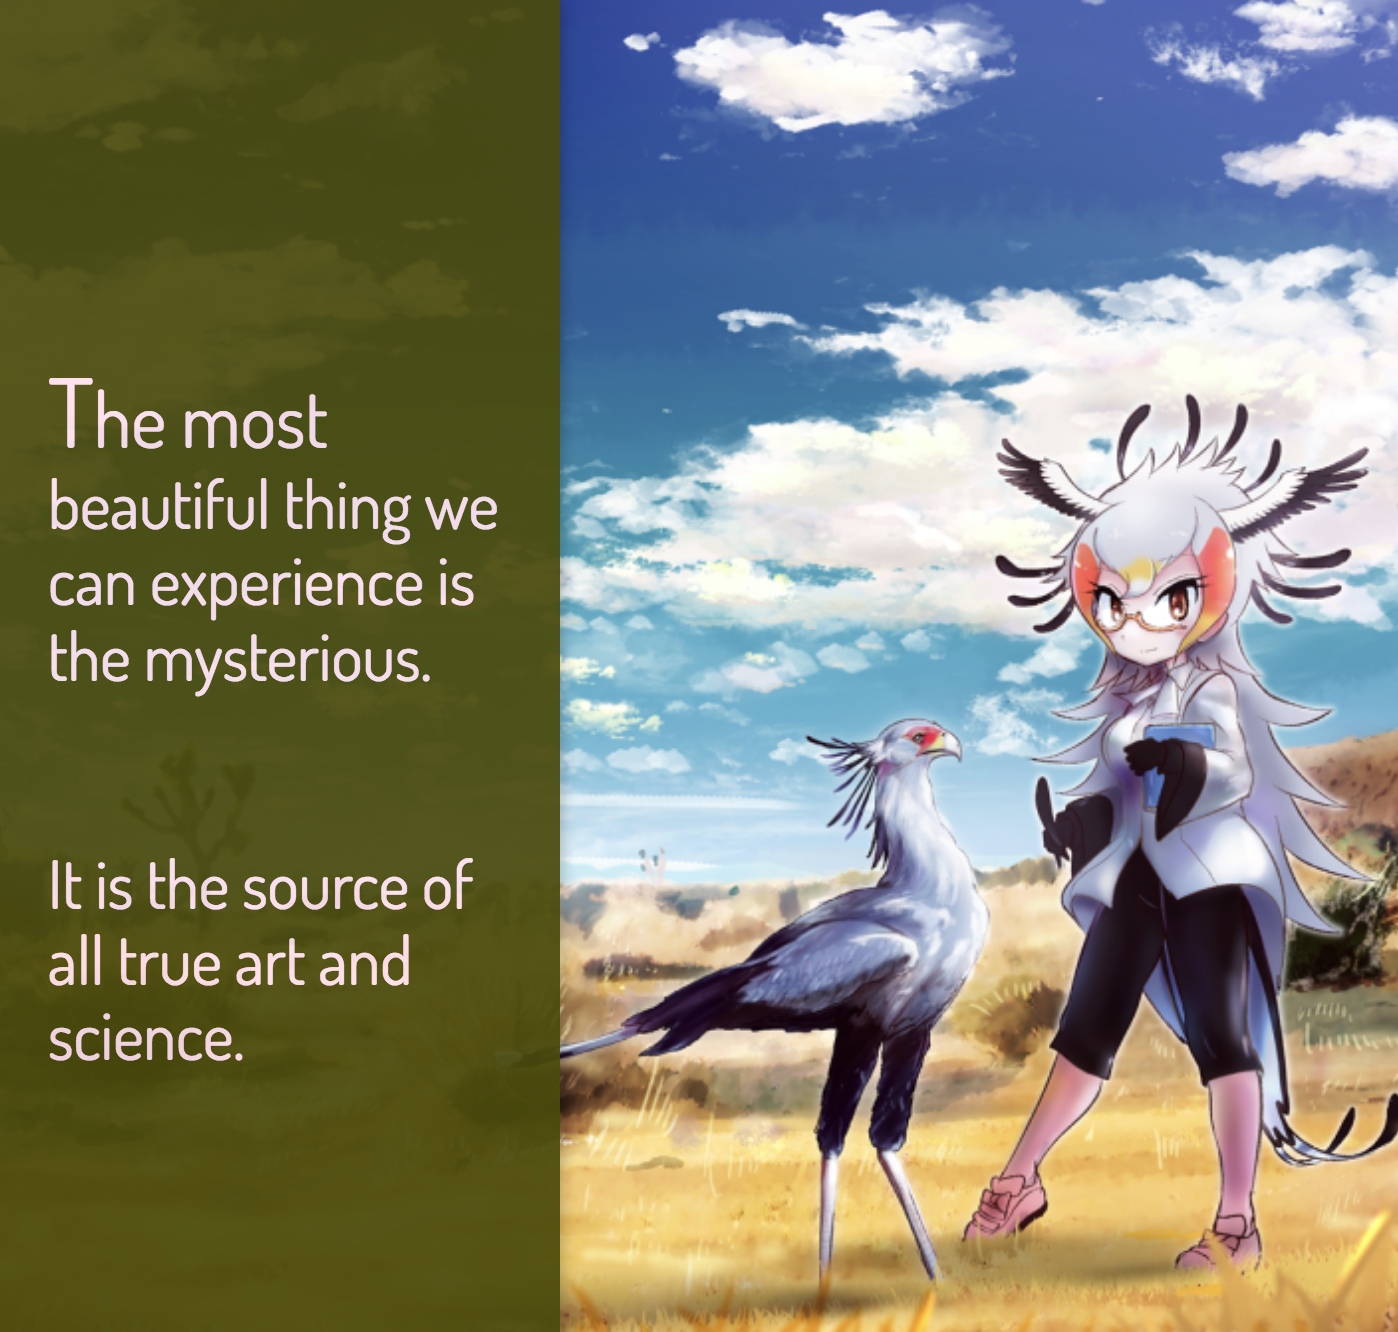 The most
beautiful thing we
can experience is
the mysterious.
It is the source of
all true art and
science.